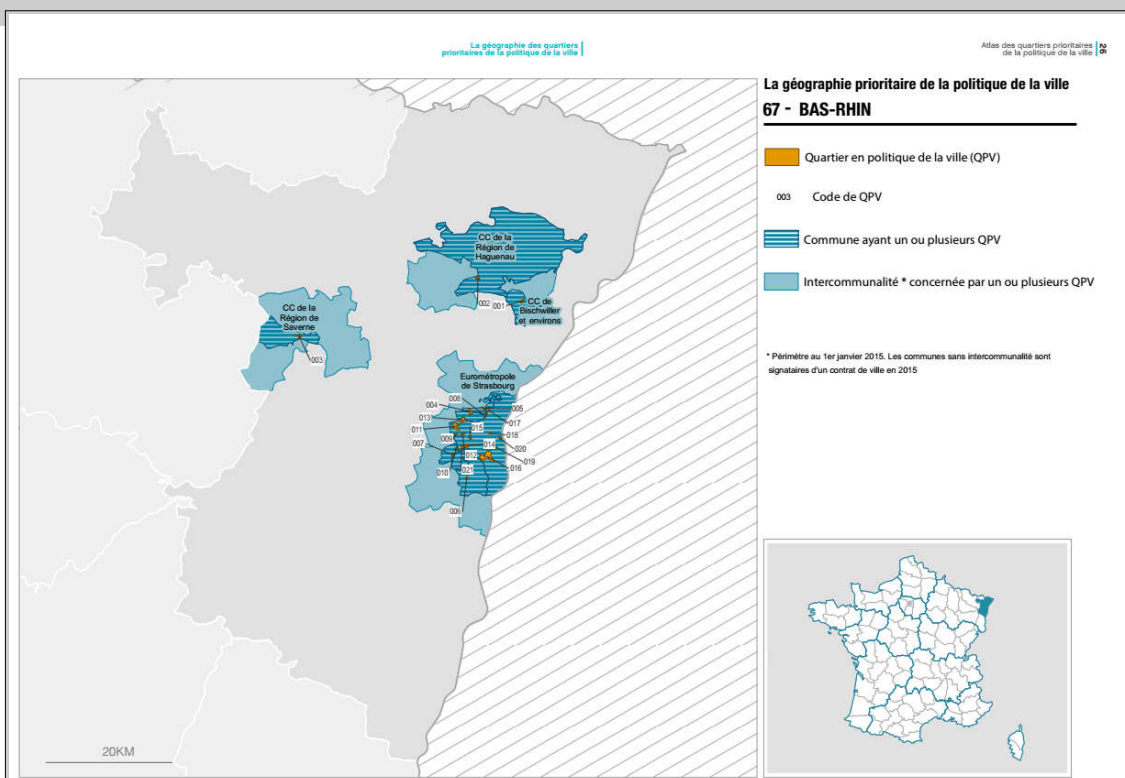 La géographie des quartiers
prioritaires de la politique de la ville
Atlas des quartiers prioritaires
de la politique de la ville
26
La géographie prioritaire de la politique de la ville
67 - BAS-RHIN
Quartier en politique de la ville (QPV)
003 Code de QPV
Commune ayant un ou plusieurs QPV
Intercommunalité * concernée par un ou plusieurs QPV
* Périmètre au 1er janvier 2015. Les communes sans intercommunalité sont
signataires d'un contrat de ville en 2015
CC de la
Région de
Haguenau
002
001
CC de
Bischwiller
et environs
CC de la
Région de
Saverne
003
Eurométropole
de Strasbourg
008
004
005
013
017
011
015
018
009
007
014
020
012
019
010
021
016
006
20KM